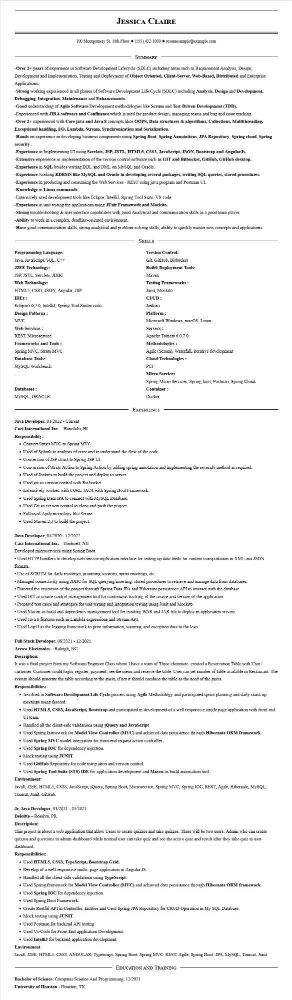 Jessica Claire
100 Montgomery St. 10th Floor ◆ (555) 432-1000 ◆ resumesample@example.com
Summary
-Over 2+ years of experience in Software Development Lifecycle (SDLC) including areas such as Requirement Analysis, Design,
Development and Implementation, Testing and Deployment of Object Oriented, Client-Server, Web-Based, Distributed and Enterprise
Applications.
-Strong working experienced in all phases of Software Development Life Cycle (SDLC) including Analysis, Design and Development,
Debugging, Integration, Maintenance and Enhancements.
-Good understanding of Agile Software Development methodologies like Scrum and Test-Driven Development (TDD).
-Experienced with JIRA software and Confluence which is used for product design, managing teams and bug and issue tracking.
-Over 2+ experienced with Core java and Java 8 concepts likes OOPS, Data structures & algorithms, Collections, Multithreading,
Exceptional handling, I/O, Lambda, Stream, Synchronization and Serialization.
-Hands on experience in developing business components using Spring Boot, Spring Annotations, JPA Repository, Spring cloud, Spring
security .
-Experience in Implementing UI using Servlets, JSP, JSTL, HTML5, CSS3, JavaScript, JSON, Bootstrap and AngularJs.
-Extensive experience in implementation of the version control software such as GIT and Bitbucket, GitHub, GitHub desktop.
-Experience in SQL besides writing DDL and DML on MySQL and Oracle.
-Experience working RDBMS like MySQL and Oracle in developing several packages, writing SQL queries, stored procedures.
-Experience in producing and consuming the Web Services - REST using java program and Postman UI.
-Knowledge in Linux commands.
-Extensively used development tools like Eclipse, IntelliJ, Spring Tool Suits, VS-code.
-Experience in unit testing the applications using JUnit Framework and Mockito.
-Strong troubleshooting & user interface capabilities with good Analytical and communication skills as a good team player.
-Ability to work in a complex, deadline-oriented environment.
-Have good communication skills, strong analytical and problem-solving skills, ability to quickly master new concepts and applications.
Skills
Programming Language:
Java, JavaScript, SQL, C++
J2EE Technology:
JSP, JSTL, Servlets, JDBC
Web Technology:
HTML5, CSS3, JSON, Angular, JSP
IDEs :
Eclipse5.0,7.0, IntelliJ, Spring Tool Suites-code
Design Patterns :
MVC
Web Services :
REST, Microservice
Frameworks and Tools :
Spring MVC, Struts MVC
Database Tools:
MySQL Workbench
.
.
Databases :
MySQL, ORACLE
Version Control:
Git, GitHub, Bitbucket
Build/ Deployment Tools:
Maven
Testing Frameworks :
Junit, Mockito
CI/CD :
Jenkins
Platform :
Microsoft Windows, macOS, Linux
Servers :
Apache Tomcat 6.0,7.0
Methodologies :
Agile (Scrum), Waterfall, iterative development
Cloud Technologies :
PCF
Micro Services
Spring Micro Services, Spring boot, Postman, Spring Cloud
Container :
Docker
Experience
Java Developer, 01/2022 - Current
Caci International Inc. – Honolulu, HI
Responsibility:
• Convert Struct MVC to Spring MVC .
• Used of Splunk to analysis of error and to understand the flow of the code.
• Conversion of JSP struct to Spring JSP UI.
• Conversion of Struts Action to Spring Action by adding spring annotation and implementing the several's method as required.
• Used of Jenkins to build the project and deploy to server.
• Used git as version control with Bit bucket.
• Extensively worked with CORE JAVA with Spring Boot Framework.
• Used Spring Data JPA to connect with MySQL Database.
• Used Git as version control to clone and push the project.
• Followed Agile metrology like Scrum .
• Used Maven 2.3 to build the project.
Java Developer, 01/2020 - 12/2022
Caci International Inc. – Hooksett, NH
Developed microservices using Spring Boot.
• Used HTTP handlers to develop web service replication interface for setting up data feeds for content transportation in XML and JSON
formats.
• Use of SCRUM for daily meetings, grooming sessions, sprint meetings, etc.
• Managed connectivity using JDBC for SQL querying/inserting, stored procedures to retrieve and manage data from databases.
• Directed the execution of the project through Spring Data JPA and Hibernate persistence API to interact with the database
• Used GIT as source control management tool for continuous tracking of the source and version of the application.
• Prepared test cases and strategies for unit testing and integration testing using Junit and Mockito.
• Used Maven as build and dependency management tool for creating WAR and JAR file to deploy in application servers.
• Used Java 8 features such as Lambda expressions and Stream API.
• Used Log4J as the logging framework to print information, warning, and exception data to the logs.
Full Stack Developer, 08/2021 - 12/2021
Arrow Electronics – Raleigh, NC
Description:
It was a final project from my Software Engineer Class where I have a team of Three classmate: created a Reservation Table with User /
customer. Customer could login, register, payment, see the menu and reserve the table. User can set number of table available in Restaurant. The
system should generate the table according to the guest, if not it should combine the table as the need of the guest.
Responsibilities:
• Involved in Software Development Life Cycle process using Agile Methodology and participated sprint planning and daily stand-up
meetings using discord.
• Used HTML5, CSS3, JavaScript, Bootstrap and participated in development of a well responsive single page application with front-end
UI team.
• Handled all the client-side validations using jQuery and JavaScript.
• Used Spring framework for Model View Controller (MVC) and achieved data persistence through Hibernate ORM framework.
• Used Spring MVC model integration for front-end request action controller.
• Used Spring IOC for dependency injection.
• Mock testing using JUNIT.
• Used GitHub Repository for code integration and version control.
• Used Spring Tool Suite (STS) IDE for application development and Maven as build automation tool
Environment:
Java8, J2EE, HTML5, CSS3, JavaScript, jQuery, Spring Boot, Microservice, Spring MVC, Spring IOC, REST, Agile, Hibernate, MySQL,
Tomcat, Junit, GitHub.
Jr. Java Developer, 01/2021 - 05/2021
Deloitte – Rosslyn, PR
Description:
This project is about a web application that allow Users to create quizzes and take quizzes. There will be two users: Admin who can create
quizzes and questions in admin-dashboard while normal user can take quiz and see the active quiz and result after they take quiz in user-
dashboard.
Responsibilities:
• Used HTML5, CSS3, TypeScript, Bootstrap Grid.
• Develop of a well responsive multi- page application in Angular JS.
• Handled all the client-side validations using TypeScript.
• Used Spring framework for Model View Controller (MVC) and achieved data persistence through Hibernate ORM framework.
• Used Spring IOC for dependency injection.
• Used Spring Boot Framework.
• Create Restful API in Controller. Entities and Used Spring JPA Repository for CRUD Operation in My SQL Database.
• Mock testing using JUNIT.
• Used Postman for backend API testing.
• Used Vs-Code for Front End application Development.
• Used IntelliJ for backend application development.
Environment:
Java8, J2EE, HTML5, CSS3, ANGULAR, Typescript, Spring Boot, Spring MVC, REST, Agile, Spring Boot -JPA, MySQL, Tomcat, Junit.
Education and Training
Bachelor of Science: Computer Science And Programming, 12/2021
University of Houston - Houston, TX